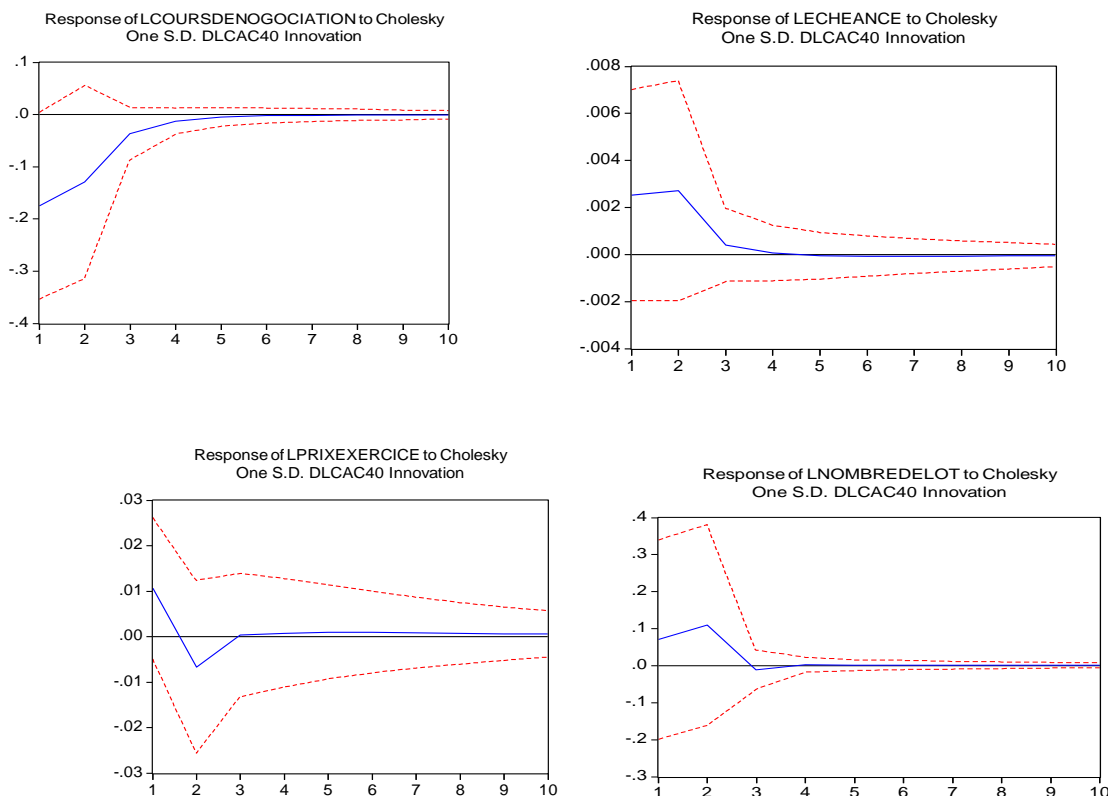 Response of LCOURSDENOGOCIATION to Cholesky
One S.D. DLCAC40 Innovation
.1
.0
-.1
-.2
-.3
-.4
1 2 3 4 5 6 7 8 9 10
Response of LECHEANCE to Cholesky
One S.D. DLCAC40 Innovation
.008
.006
.004
.002
.000
-.002
-.004
1 2 3 4 5 6 7 8 9 10
Response of LPRIXEXERCICE to Cholesky
One S.D. DLCAC40 Innovation
.03
.02
.01
.00
-.01
-.02
-.03
1 2 3 4 5 6 7 8 9 10
Response of LNOMBREDELOT to Cholesky
One S.D. DLCAC40 Innovation
.4
.3
.2
.1
.0
-.1
-.2
-.3
1 2 3 4 5 6 7 8 9 10